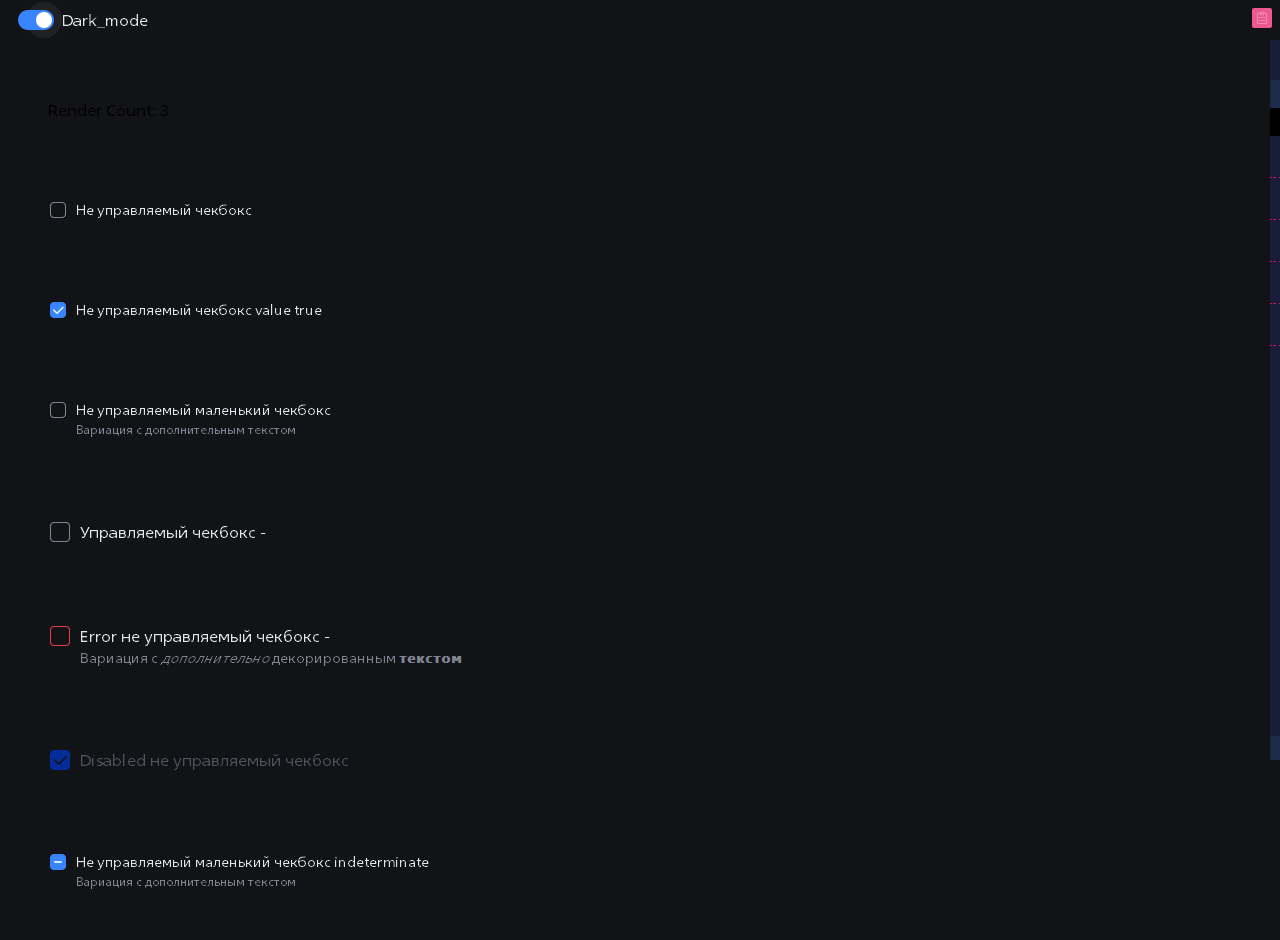 Dark_mode
Render Count: 3
Не управляемый чекбокс
Не управляемый чекбокс value true
Не управляемый маленький чекбокс
Вариация с дополнительным текстом
Управляемый чекбокс -
Error не управляемый чекбокс -
Вариация с дополнительно декорированным текстом
Disabled не управляемый чекбокс
Не управляемый маленький чекбокс indeterminate
Вариация с дополнительным текстом